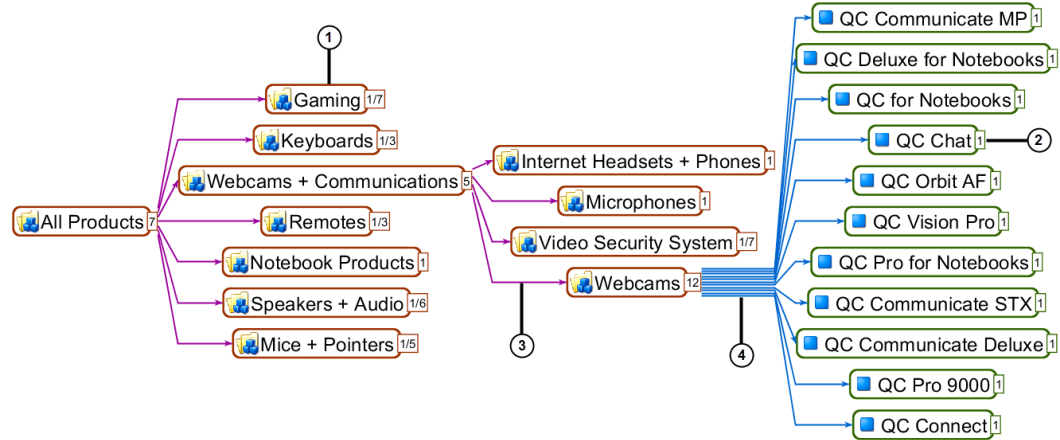 1
Gaming 1/7
Keyboards 1/3
Webcams + Communications 5
All Products 7
Remotes 1/3
Notebook Products 1
Speakers + Audio 1/6
Mice + Pointers 1/5
Internet Headsets + Phones 1
Microphones 1
Video Security System 1/7
Webcams 12
3
4
QC Communicate MP 1
QC Deluxe for Notebooks 1
QC for Notebooks 1
QC Chat 1
2
QC Orbit AF 1
QC Vision Pro 1
QC Pro for Notebooks 1
QC Communicate STX 1
QC Communicate Deluxe 1
QC Pro 9000 1
QC Connect 1